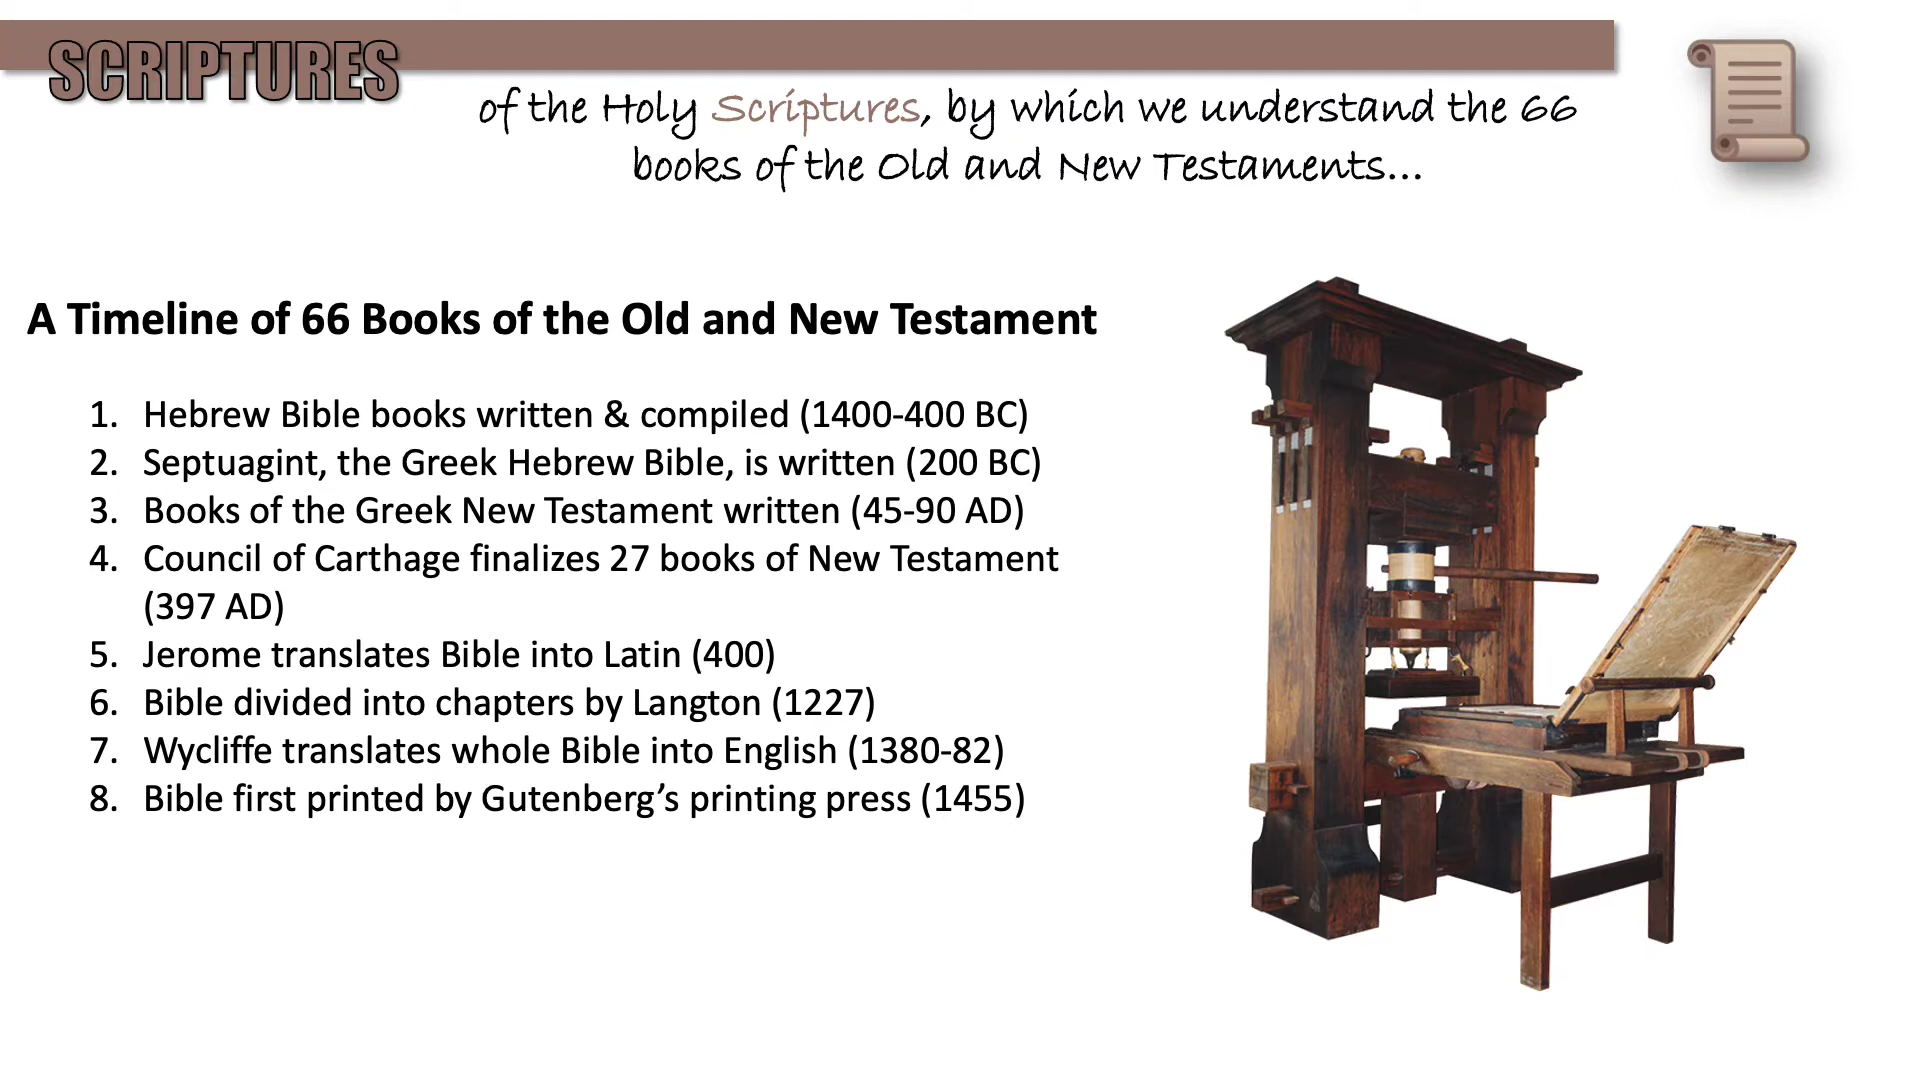 SCRIPTURES
of the Holy Scriptures, by which we understand the 66
books of the Old and New Testaments...
A Timeline of 66 Books of the Old and New Testament
1. Hebrew Bible books written & compiled (1400-400 BC)
2. Septuagint, the Greek Hebrew Bible, is written (200 BC)
3. Books of the Greek New Testament written (45-90 AD)
4. Council of Carthage finalizes 27 books of New Testament
(397 AD)
5. Jerome translates Bible into Latin (400)
6. Bible divided into chapters by Langton (1227)
7. Wycliffe translates whole Bible into English (1380-82)
8. Bible first printed by Gutenberg’s printing press (1455)